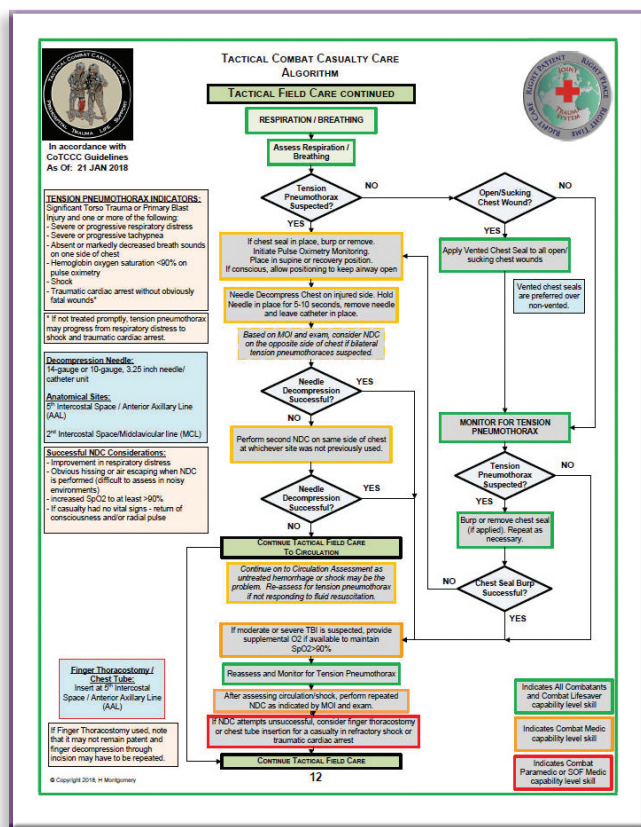 TACTICAL COMBAT CASUALTY CARE
ALGORITHM
TACTICAL FIELD CARE CONTINUED
TACTICAL COMBAT CASUALTY CARE
PREHOSPITAL TRAUMA LIFE SUPPORT
RIGHT PATIENT RIGHT PLACE RIGHT TIME RIGHT CARE
JOINT
TRAUMA
SYSTEM
In accordance with
CoTCCC Guidelines
As Of: 21 JAN 2018
RESPIRATION / BREATHING
Assess Respiration /
Breathing
Tension
Pneumothorax
Suspected?
NO
YES
Open/Sucking
Chest Wound?
NO
YES
TENSION PNEUMOTHORAX INDICATORS:
Significant Torso Trauma or Primary Blast
Injury and one or more of the following:
- Severe or progressive respiratory distress
- Severe or progressive tachypnea
- Absent or markedly decreased breath sounds
on one side of chest
- Hemoglobin oxygen saturation <90% on
pulse oximetry
- Shock
- Traumatic cardiac arrest without obviously
fatal wounds*
* If not treated promptly, tension pneumothorax
may progress from respiratory distress to
shock and traumatic cardiac arrest.
If chest seal in place, burp or remove.
Initiate Pulse Oximetry Monitoring.
Place in supine or recovery position.
If conscious, allow positioning to keep airway open
Apply Vented Chest Seal to all open/
sucking chest wounds
Vented chest seals
are preferred over
non-vented.
Needle Decompress Chest on injured side. Hold
Needle in place for 5-10 seconds, remove needle
and leave catheter in place.
Based on MOI and exam, consider NDC
on the opposite side of chest if bilateral
tension pneumothoraces suspected.
Decompression Needle:
14-gauge or 10-gauge, 3.25 inch needle/
catheter unit
Anatomical Sites:
5th Intercostal Space / Anterior Axillary Line
(AAL)
2nd Intercostal Space/Midclavicular line (MCL)
Needle
Decompression
Successful?
YES
NO
Perform second NDC on same side of chest
at whichever site was not previously used.
MONITOR FOR TENSION
PNEUMOTHORAX
Successful NDC Considerations:
- Improvement in respiratory distress
- Obvious hissing or air escaping when NDC
is performed (difficult to assess in noisy
environments)
- increased SpO2 to at least >90%
- If casualty had no vital signs - return of
consciousness and/or radial pulse
Needle
Decompression
Successful?
YES
NO
Tension
Pneumothorax
Suspected?
NO
YES
Burp or remove chest seal
(if applied). Repeat as
necessary.
CONTINUE TACTICAL FIELD CARE
TO CIRCULATION
Continue on to Circulation Assessment as
untreated hemorrhage or shock may be the
problem. Re-assess for tension pneumothorax
if not responding to fluid resuscitation.
Chest Seal Burp
Successful?
NO
YES
If moderate or severe TBI is suspected, provide
supplemental O2 if available to maintain
SpO2>90%
Reassess and Monitor for Tension Pneumothorax
After assessing circulation/shock, perform repeated
NDC as indicated by MOI and exam.
If NDC attempts unsuccessful, consider finger thoracostomy
or chest tube insertion for a casualty in refractory shock or
traumatic cardiac arrest
CONTINUE TACTICAL FIELD CARE
Finger Thoracostomy /
Chest Tube:
Insert at 5th Intercostal
Space / Anterior Axillary Line
(AAL)
If Finger Thoracostomy used, note
that it may not remain patent and
finger decompression through
incision may have to be repeated.
Indicates All Combatants
and Combat Lifesaver
capability level skill
Indicates Combat Medic
capability level skill
Indicates Combat
Paramedic or SOF Medic
capability level skill
© Copyright 2018, H Montgomery
12